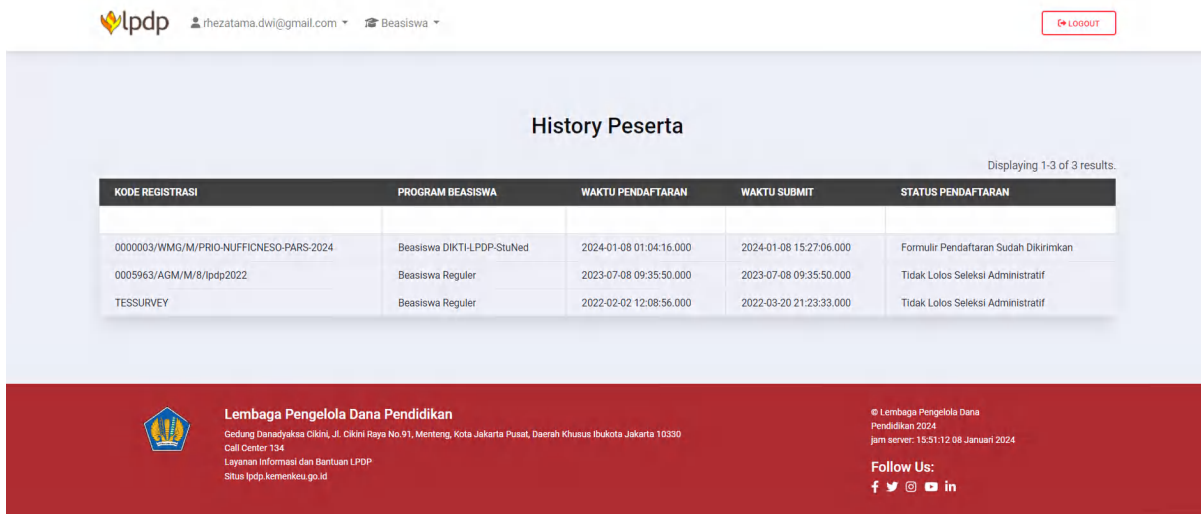 lpdp rhezatama.dwi@gmail.com Beasiswa LOGOUT
History Peserta
Displaying 1-3 of 3 results.
KODE REGISTRASI PROGRAM BEASISWA WAKTU PENDAFTARAN WAKTU SUBMIT STATUS PENDAFTARAN
0000003/WMG/M/PRIO-NUFFICNESO-PARS-2024 Beasiswa DIKTI-LPDP-StuNed 2024-01-08 01:04:16.000 2024-01-08 15:27:06.000 Formulir Pendaftaran Sudah Dikirimkan
0005963/AGM/M/8/lpdp2022 Beasiswa Reguler 2023-07-08 09:35:50.000 2023-07-08 09:35:50.000 Tidak Lolos Seleksi Administratif
TESSURVEY Beasiswa Reguler 2022-02-02 12:08:56.000 2022-03-20 21:23:33.000 Tidak Lolos Seleksi Administratif
Lembaga Pengelola Dana Pendidikan
Gedung Danadyaksa Cikini, Jl. Cikini Raya No.91, Menteng, Kota Jakarta Pusat, Daerah Khusus Ibukota Jakarta 10330
Call Center 134
Layanan Informasi dan Bantuan LPDP
Situs lpdp.kemenkeu.go.id
© Lembaga Pengelola Dana
Pendidikan 2024
jam server: 15:51:12 08 Januari 2024
Follow Us: